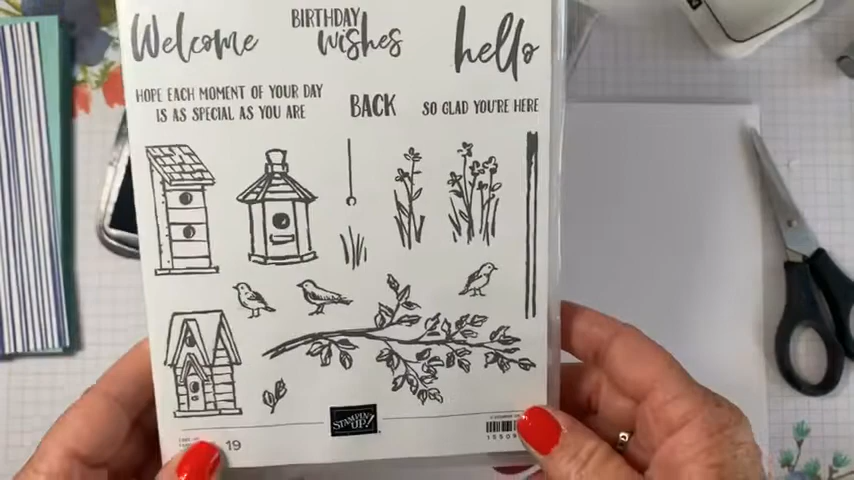 Welcome
BIRTHDAY
wishes
hello
HOPE EACH MOMENT OF YOUR DAY
IS AS SPECIAL AS YOU ARE
BACK
SO GLAD YOU'RE HERE
STAMPIN' UP!
19